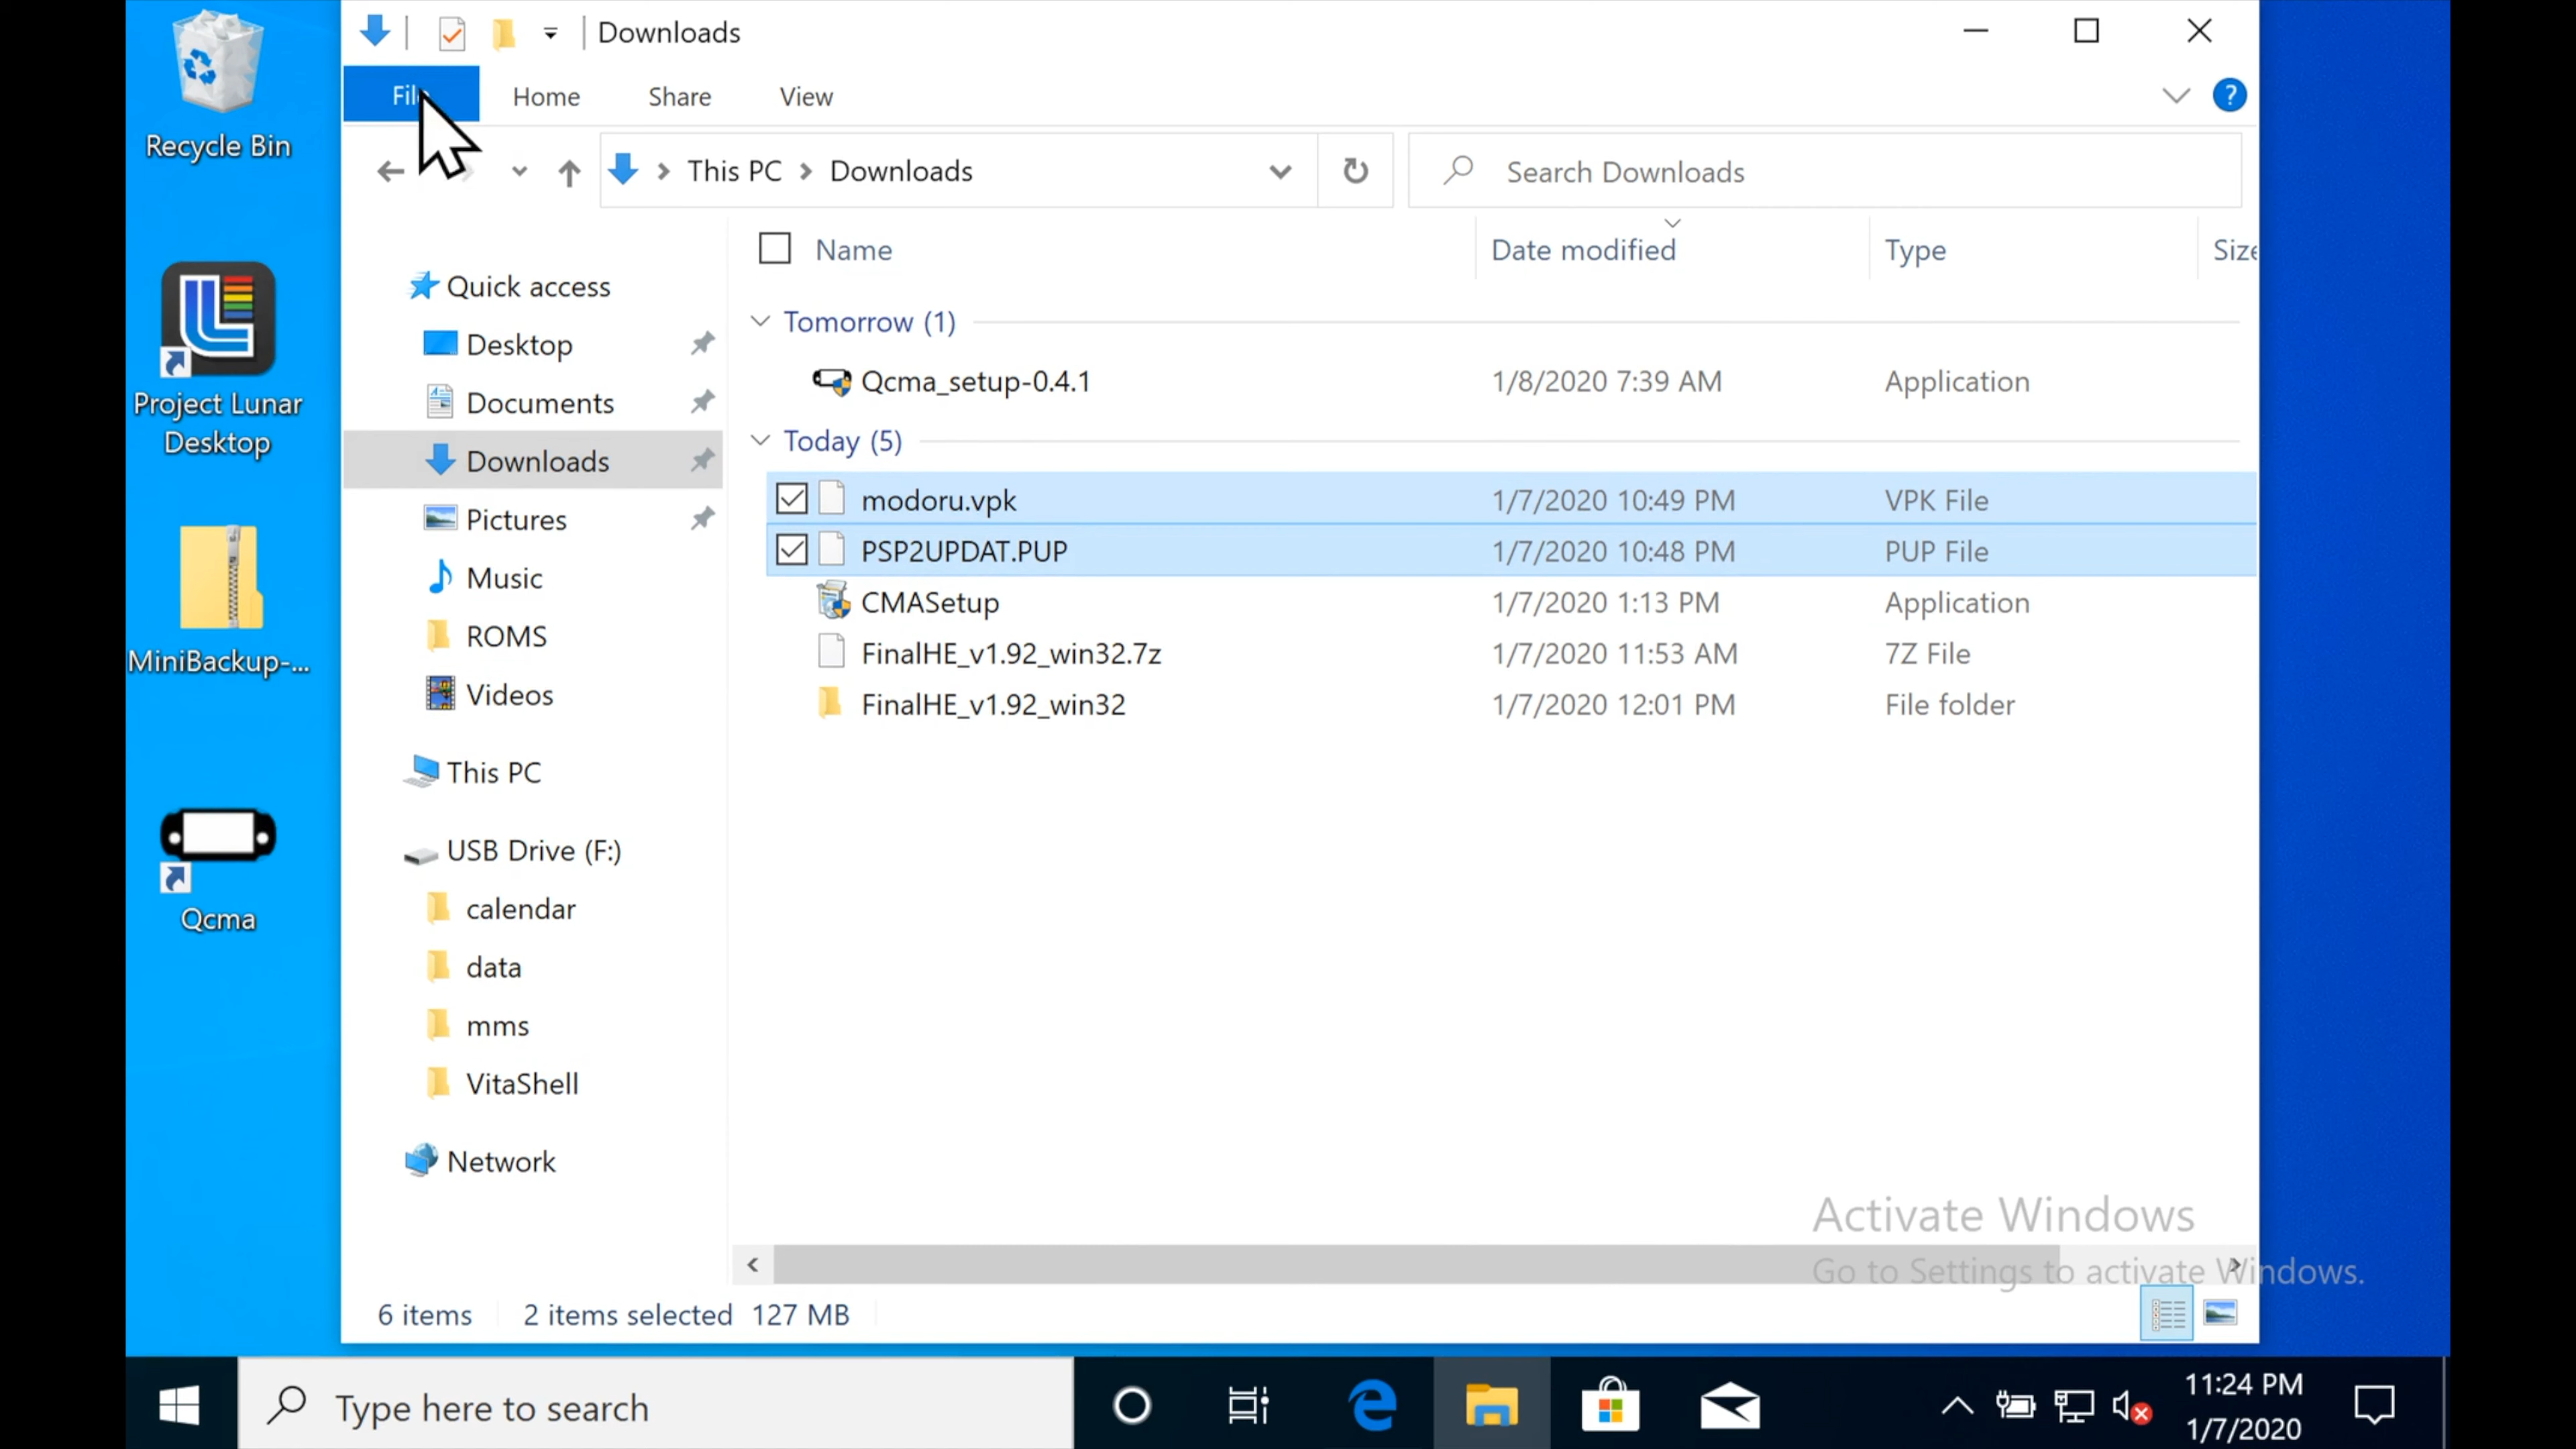 Recycle Bin
Project Lunar
Desktop
MiniBackup-...
Qcma
Downloads
Home
Share
View
?
This PC
Downloads
Search Downloads
Quick access
Desktop
Documents
Downloads
Pictures
Music
ROMS
Videos
This PC
USB Drive (F:)
calendar
data
mms
VitaShell
Network
Name Date modified Type
Tomorrow (1)
Qcma_setup-0.4.1 1/8/2020 7:39 AM Application
Today (5)
modoru.vpk 1/7/2020 10:49 PM VPK File
PSP2UPDAT.PUP 1/7/2020 10:48 PM PUP File
CMASetup 1/7/2020 1:13 PM Application
FinalHE_v1.92_win32.7z 1/7/2020 11:53 AM 7Z File
FinalHE_v1.92_win32 1/7/2020 12:01 PM File folder
Activate Windows
Go to Settings to activate Windows.
6 items 2 items selected 127 MB
Type here to search
11:24 PM
1/7/2020